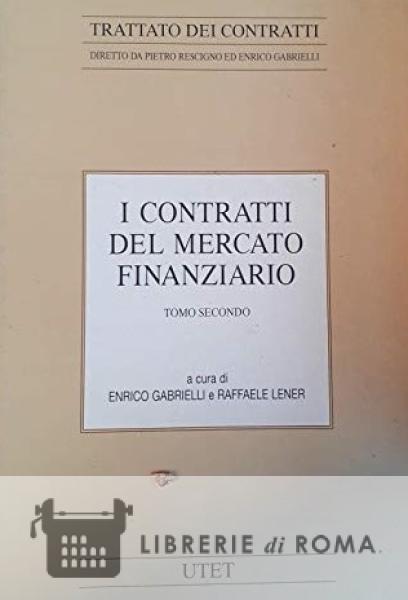 TRATTATO DEI CONTRATTI
DIRETTO DA PIETRO RESCIGNO ED ENRICO GABRIELLI
I CONTRATTI
DEL MERCATO
FINANZIARIO
TOMO SECONDO
a cura di
ENRICO GABRIELLI e RAFFAELE LENER
LIBRERIE di ROMA.
UTET